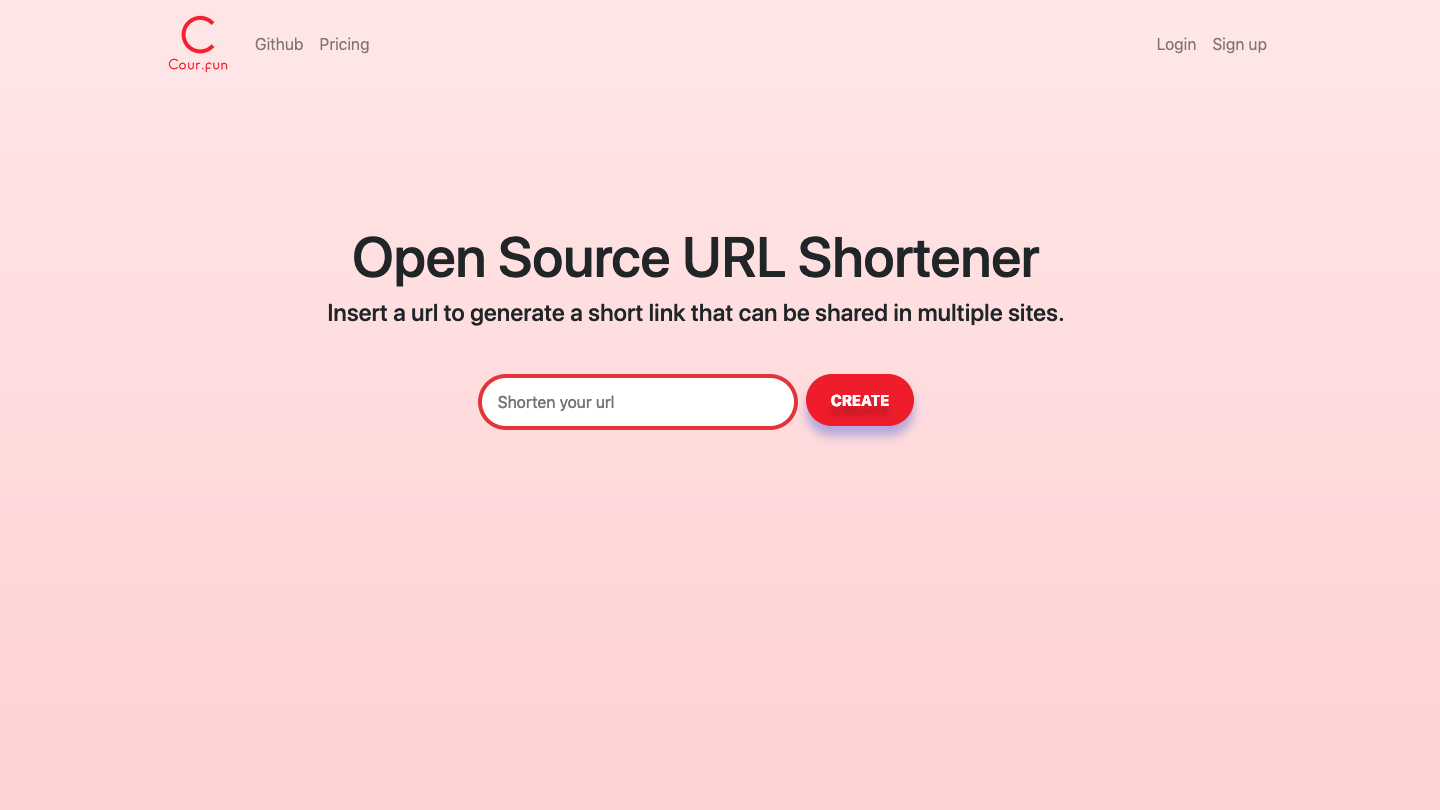 Cour.fun
Github Pricing
Login Sign up
Open Source URL Shortener
Insert a url to generate a short link that can be shared in multiple sites.
Shorten your url
CREATE